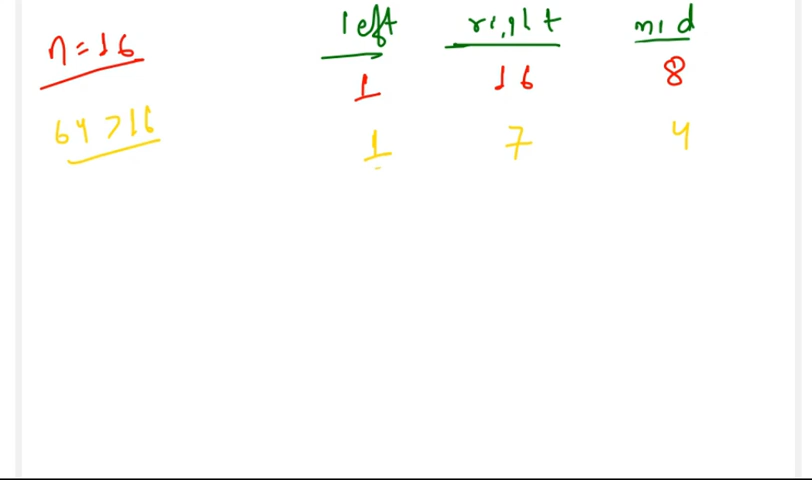 left right mid
n=16
1 16 8
64 > 16
1 7 4